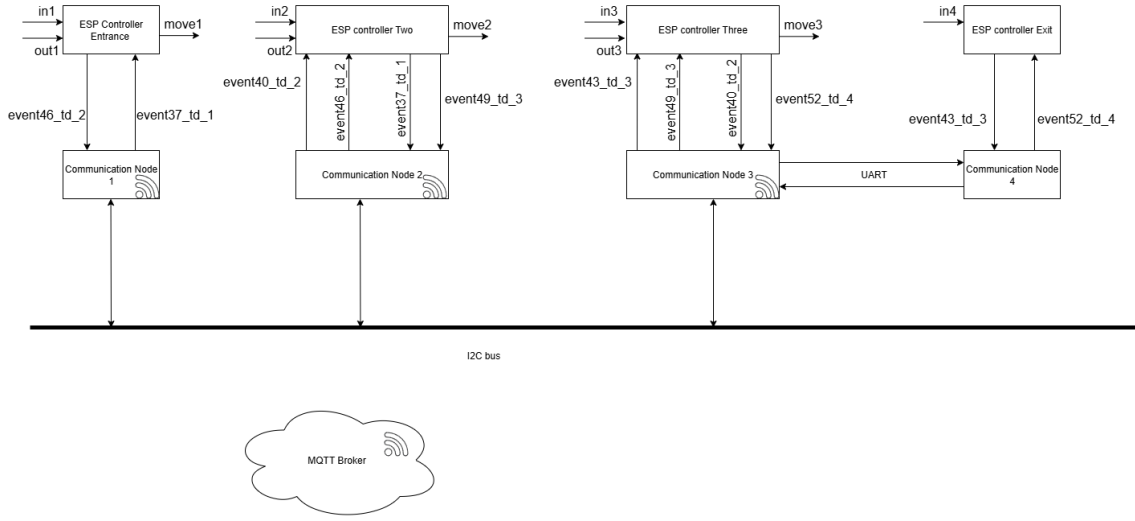 in1
out1
ESP Controller
Entrance
move1
in2
out2
ESP controller Two
move2
in3
out3
ESP controller Three
move3
in4
ESP controller Exit
event46_td_2
event37_td_1
event40_td_2
event46_td_2
event37_td_1
event49_td_3
event43_td_3
event49_td_3
event40_td_2
event52_td_4
event43_td_3
event52_td_4
Communication Node
1
Communication Node 2
Communication Node 3
UART
Communication Node
4
I2C bus
MQTT Broker